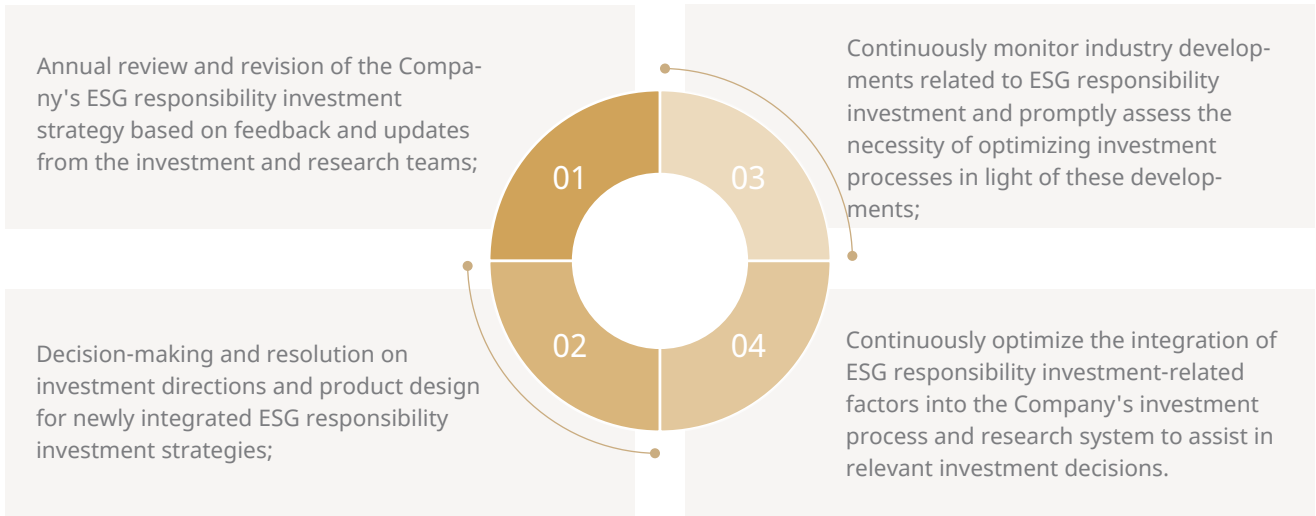 Annual review and revision of the Compa-
ny's ESG responsibility investment
strategy based on feedback and updates
from the investment and research teams;
01
Decision-making and resolution on
investment directions and product design
for newly integrated ESG responsibility
investment strategies;
02
Continuously monitor industry develop-
ments related to ESG responsibility
investment and promptly assess the
necessity of optimizing investment
processes in light of these develop-
ments;
03
Continuously optimize the integration of
ESG responsibility investment-related
factors into the Company's investment
process and research system to assist in
relevant investment decisions.
04